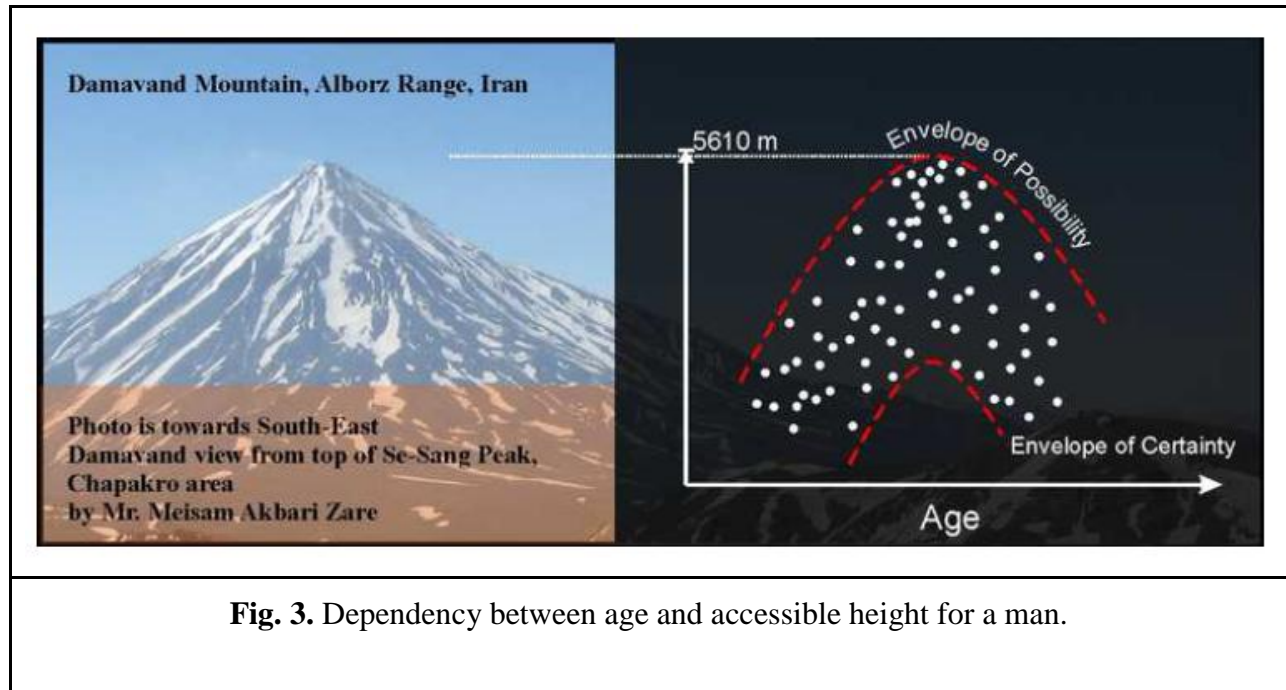 Damavand Mountain, Alborz Range, Iran
Photo is towards South-East
Damavand view from top of Se-Sang Peak,
Chapakro area
by Mr. Meisam Akbari Zare
5610 m
Envelope of Possibility
Envelope of Certainty
Age
Fig. 3. Dependency between age and accessible height for a man.